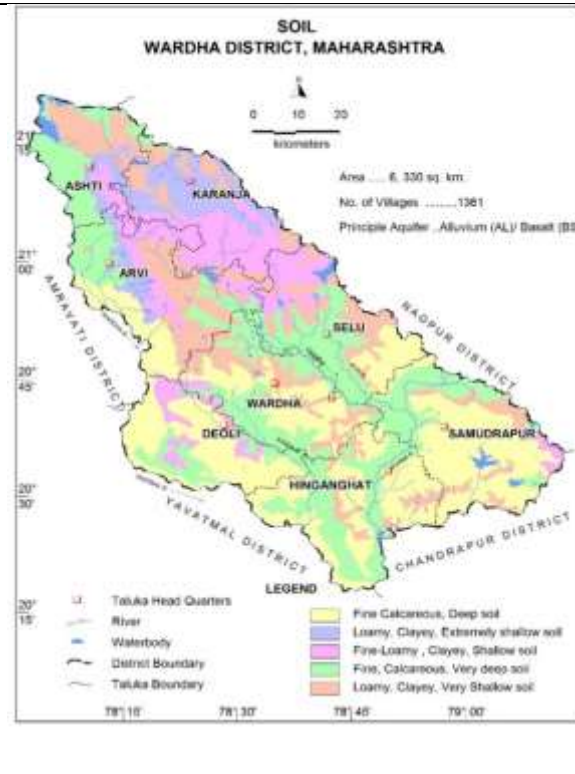 SOIL
WARDHA DISTRICT, MAHARASHTRA
N
0 10 20
kilometers
Area ..... 6, 330 sq. km.
No. of Villages .........1361
Principle Aquifer ..Alluvium (AL)/ Basalt (BS
21°
15'
ASHTI
KARANJA
21°
00'
ARVI
AMRAVATI DISTRICT
NAGPUR DISTRICT
SELU
20°
45'
WARDHA
DEOLI
SAMUDRAPUR
20°
30'
HINGANGHAT
YAVATMAL DISTRICT
CHANDRAPUR DISTRICT
20°
15'
LEGEND
Taluka Head Quarters
River
Waterbody
District Boundary
Taluka Boundary
Fine Calcareous, Deep soil
Loamy, Clayey, Extremely shallow soil
Fine-Loamy , Clayey, Shallow soil
Fine, Calcareous, Very deep soil
Loamy, Clayey, Very Shallow soil
78° 15' 78° 30' 78° 45' 79° 00'